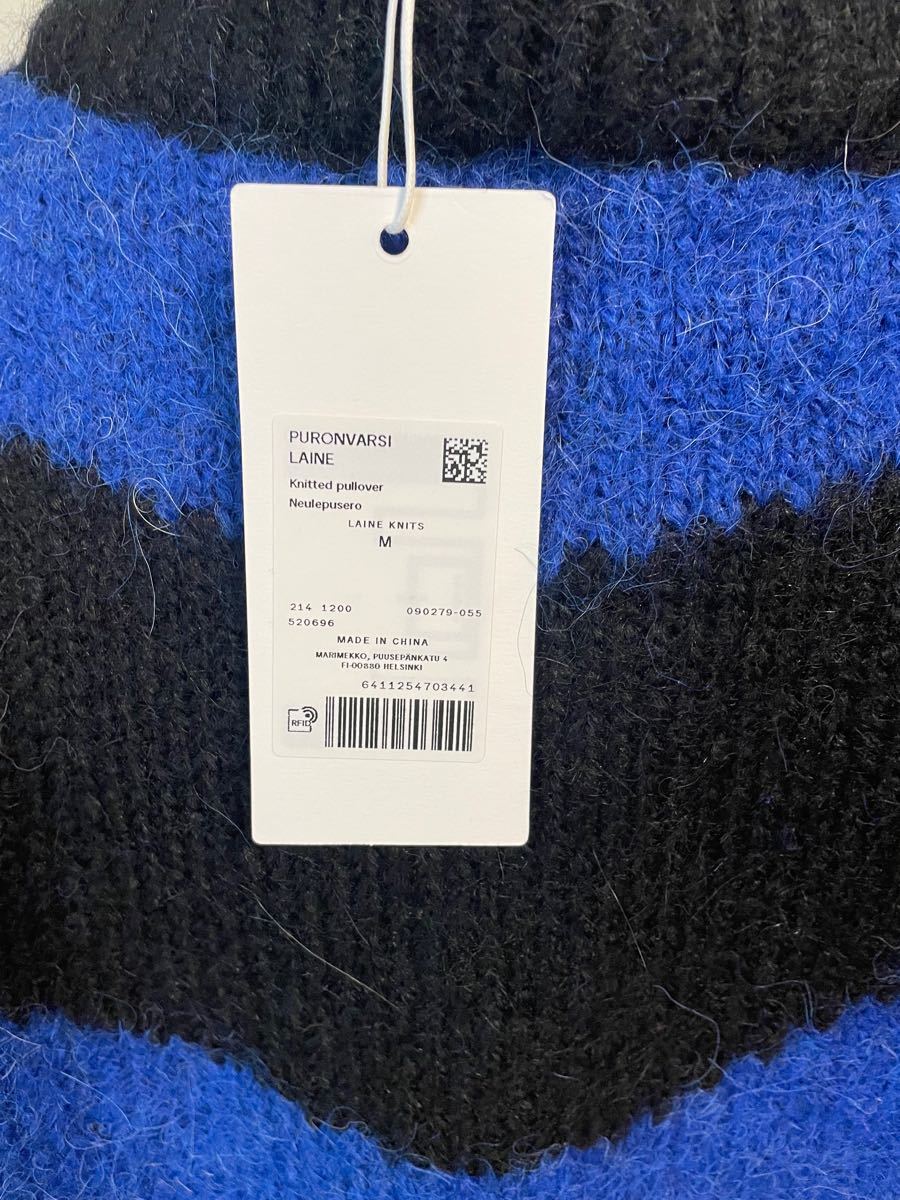 PURONVARSI
LAINE
Knitted pullover
Neulepusero
LAINE KNITS
M
214 1200 090279-055
520696
MADE IN CHINA
MARIMEKKO, PUUSEPÄNKATU 4
FI-00880 HELSINKI
6411254703441
RFID